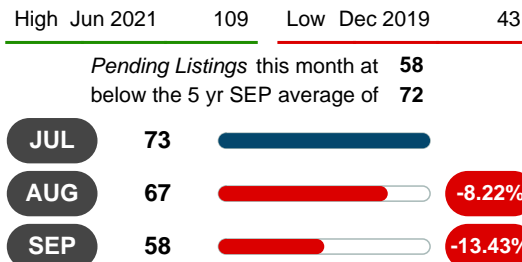 High Jun 2021 109 Low Dec 2019 43
Pending Listings this month at 58
below the 5 yr SEP average of 72
JUL 73
AUG 67 -8.22%
SEP 58 -13.43%